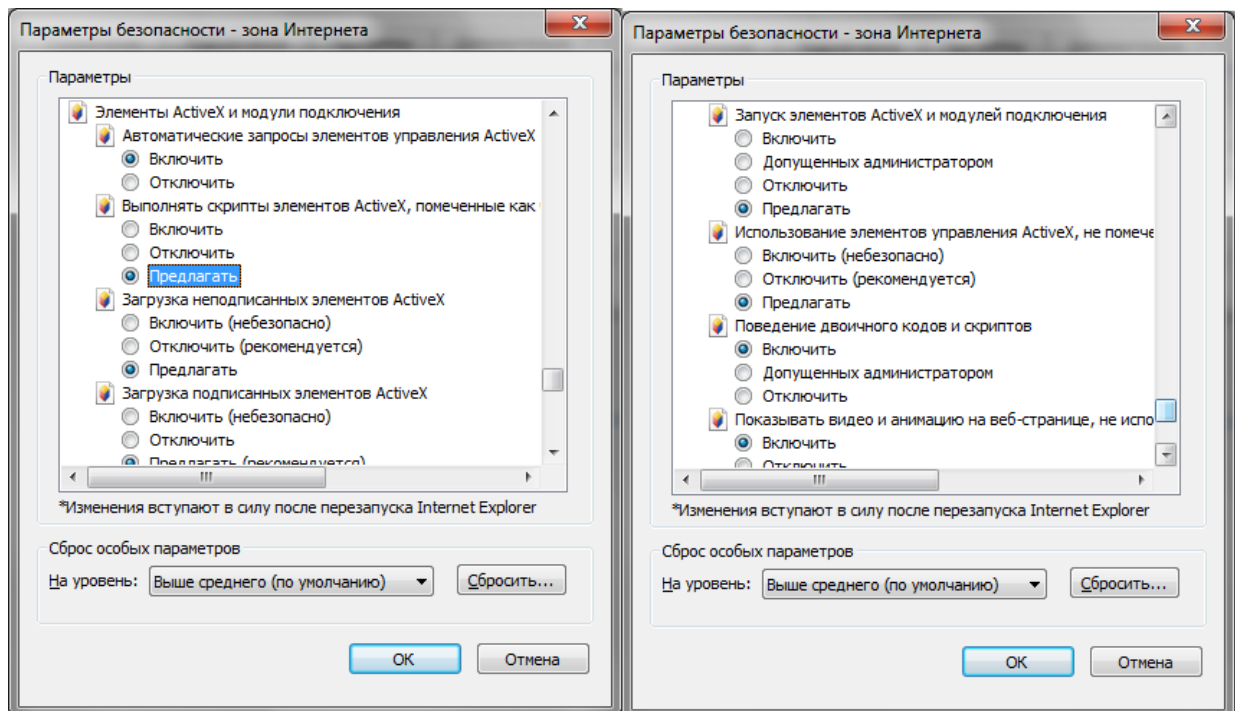 Параметры безопасности - зона Интернета
Параметры
Элементы ActiveX и модули подключения
Автоматические запросы элементов управления ActiveX
Включить
Отключить
Выполнять скрипты элементов ActiveX, помеченные как
Включить
Отключить
Предлагать
Загрузка неподписанных элементов ActiveX
Включить (небезопасно)
Отключить (рекомендуется)
Предлагать
Загрузка подписанных элементов ActiveX
Включить (небезопасно)
Отключить
Предлагать (рекомендуется)
*Изменения вступают в силу после перезапуска Internet Explorer
Сброс особых параметров
На уровень: Выше среднего (по умолчанию) Сбросить...
ОК Отмена
Параметры безопасности - зона Интернета
Параметры
Запуск элементов ActiveX и модулей подключения
Включить
Допущенных администратором
Отключить
Предлагать
Использование элементов управления ActiveX, не помече
Включить (небезопасно)
Отключить (рекомендуется)
Предлагать
Поведение двоичного кодов и скриптов
Включить
Допущенных администратором
Отключить
Показывать видео и анимацию на веб-странице, не испо
Включить
Отключить
*Изменения вступают в силу после перезапуска Internet Explorer
Сброс особых параметров
На уровень: Выше среднего (по умолчанию) Сбросить...
ОК Отмена